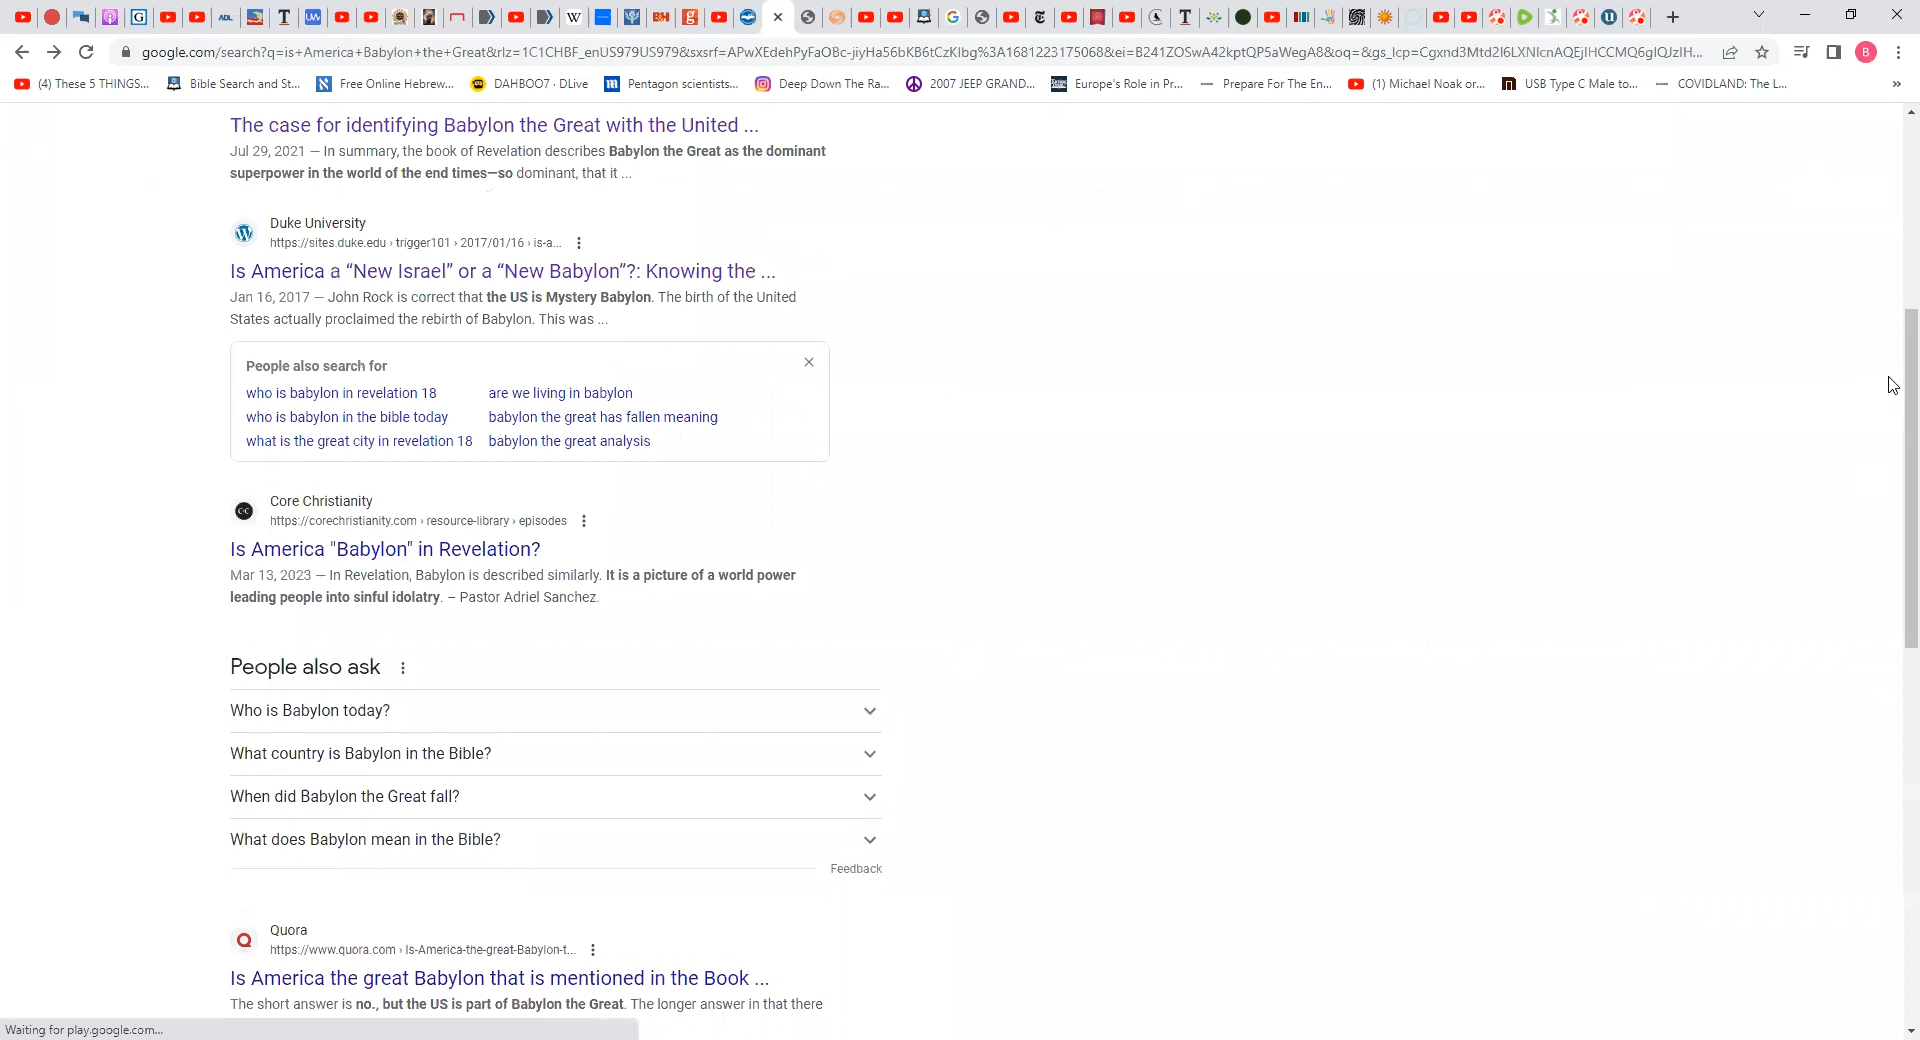 ADL
T
UW
W
BH
g
G
T
T
u
google.com/search?q=is+America+Babylon+the+Great&rlz=1C1CHBF_enUS979US979&sxsrf=APwXEdehPyFaOBc-jiyHa56bKB6tCzKIbg%3A1681223175068&ei=B241ZOSwA42kptQP5aWegA8&oq=&gs_lcp=Cgxnd3Mtd2l6LXNlcnAQEjIHCCMQ6gIQJzIH...
B
(4) These 5 THINGS...
Bible Search and St...
Free Online Hebrew...
DAHBOO7 · DLive
Pentagon scientists...
Deep Down The Ra...
2007 JEEP GRAND...
Europe's Role in Pr...
Prepare For The En...
(1) Michael Noak or...
USB Type C Male to...
COVIDLAND: The L...
The case for identifying Babylon the Great with the United ...
Jul 29, 2021 — In summary, the book of Revelation describes Babylon the Great as the dominant
superpower in the world of the end times—so dominant, that it ...
Duke University
https://sites.duke.edu › trigger101 › 2017/01/16 › is-a...
Is America a “New Israel” or a “New Babylon”?: Knowing the ...
Jan 16, 2017 — John Rock is correct that the US is Mystery Babylon. The birth of the United
States actually proclaimed the rebirth of Babylon. This was ...
People also search for
who is babylon in revelation 18
are we living in babylon
who is babylon in the bible today
babylon the great has fallen meaning
what is the great city in revelation 18
babylon the great analysis
Core Christianity
https://corechristianity.com › resource-library › episodes
Is America "Babylon" in Revelation?
Mar 13, 2023 — In Revelation, Babylon is described similarly. It is a picture of a world power
leading people into sinful idolatry. – Pastor Adriel Sanchez.
People also ask
Who is Babylon today?
What country is Babylon in the Bible?
When did Babylon the Great fall?
What does Babylon mean in the Bible?
Feedback
Quora
https://www.quora.com › Is-America-the-great-Babylon-t...
Is America the great Babylon that is mentioned in the Book ...
The short answer is no., but the US is part of Babylon the Great. The longer answer in that there
Waiting for play.google.com...